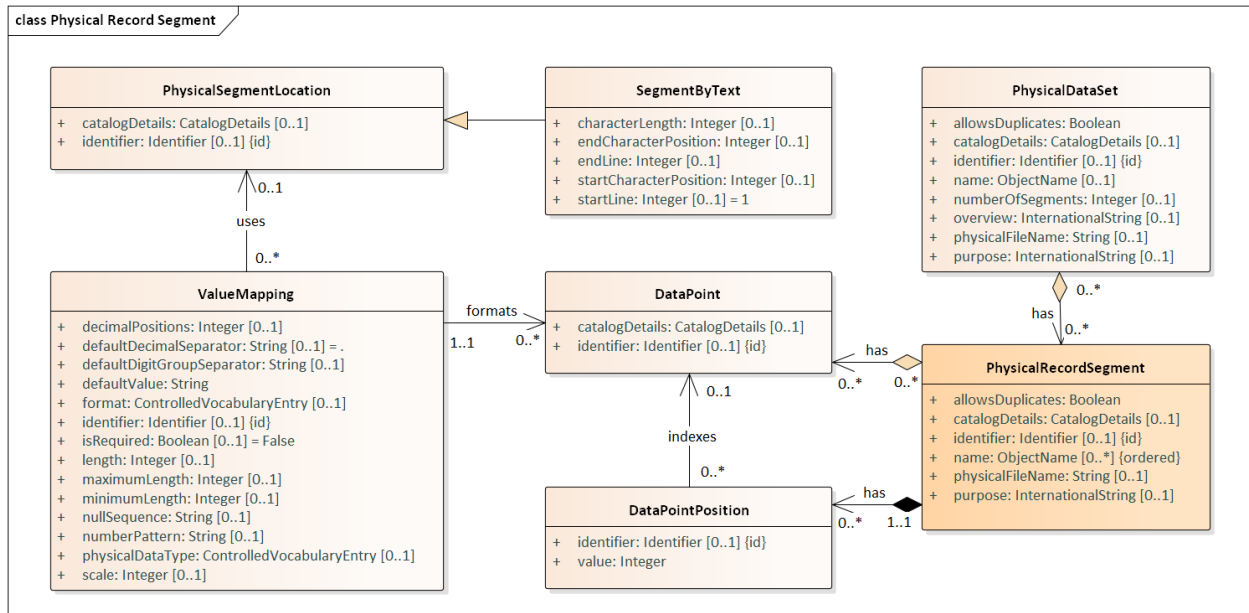 class Physical Record Segment
PhysicalSegmentLocation
+ catalogDetails: CatalogDetails [0..1]
+ identifier: Identifier [0..1] {id}
SegmentByText
+ characterLength: Integer [0..1]
+ endCharacterPosition: Integer [0..1]
+ endLine: Integer [0..1]
+ startCharacterPosition: Integer [0..1]
+ startLine: Integer [0..1] = 1
PhysicalDataSet
+ allowsDuplicates: Boolean
+ catalogDetails: CatalogDetails [0..1]
+ identifier: Identifier [0..1] {id}
+ name: ObjectName [0..1]
+ numberOfSegments: Integer [0..1]
+ overview: InternationalString [0..1]
+ physicalFileName: String [0..1]
+ purpose: InternationalString [0..1]
0..1
uses
0..*
ValueMapping
+ decimalPositions: Integer [0..1]
+ defaultDecimalSeparator: String [0..1] = .
+ defaultDigitGroupSeparator: String [0..1]
+ defaultValue: String
+ format: ControlledVocabularyEntry [0..1]
+ identifier: Identifier [0..1] {id}
+ isRequired: Boolean [0..1] = False
+ length: Integer [0..1]
+ maximumLength: Integer [0..1]
+ minimumLength: Integer [0..1]
+ nullSequence: String [0..1]
+ numberPattern: String [0..1]
+ physicalDataType: ControlledVocabularyEntry [0..1]
+ scale: Integer [0..1]
formats
1..1
0..*
DataPoint
+ catalogDetails: CatalogDetails [0..1]
+ identifier: Identifier [0..1] {id}
0..*
has
0..*
has
0..*
0..*
PhysicalRecordSegment
+ allowsDuplicates: Boolean
+ catalogDetails: CatalogDetails [0..1]
+ identifier: Identifier [0..1] {id}
+ name: ObjectName [0..*] {ordered}
+ physicalFileName: String [0..1]
+ purpose: InternationalString [0..1]
0..1
indexes
0..*
has
0..*
1..1
DataPointPosition
+ identifier: Identifier [0..1] {id}
+ value: Integer